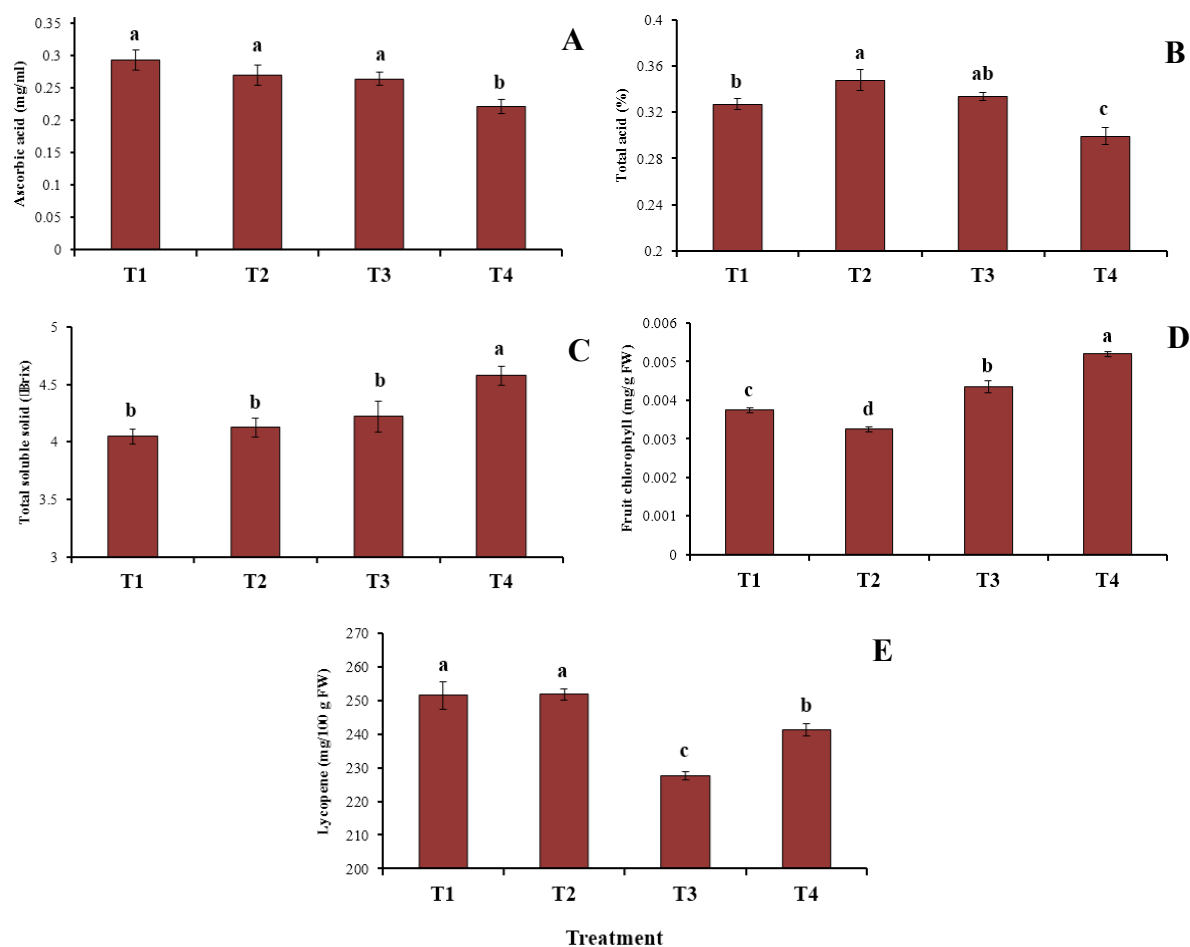 A
Ascorbic acid (mg/ml)
0.35
0.3
0.25
0.2
0.15
0.1
0.05
0
a
a
a
b
T1 T2 T3 T4
B
Total acid (%)
0.4
0.36
0.32
0.28
0.24
0.2
b
a
ab
c
T1 T2 T3 T4
C
Total soluble solid (▯Brix)
5
4.5
4
3.5
3
b
b
b
a
T1 T2 T3 T4
D
Fruit chlorophyll (mg/g FW)
0.006
0.005
0.004
0.003
0.002
0.001
0
c
d
b
a
T1 T2 T3 T4
E
Lycopene (mg/100 g FW)
270
260
250
240
230
220
210
200
a
a
c
b
T1 T2 T3 T4
Treatment